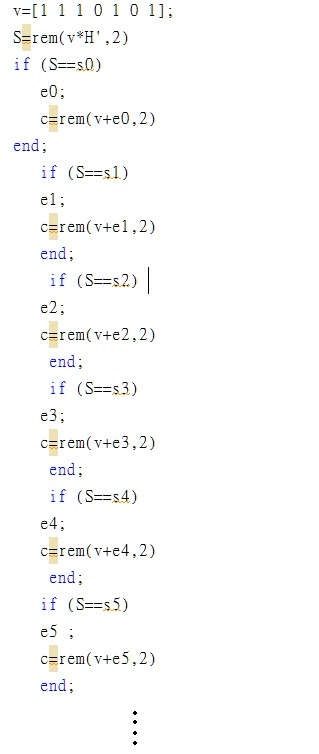 v=[1 1 1 0 1 0 1];
S=rem(v*H',2)
if (S==s0)
e0;
c=rem(v+e0,2)
end;
if (S==s1)
e1;
c=rem(v+e1,2)
end;
if (S==s2)
e2;
c=rem(v+e2,2)
end;
if (S==s3)
e3;
c=rem(v+e3,2)
end;
if (S==s4)
e4;
c=rem(v+e4,2)
end;
if (S==s5)
e5 ;
c=rem(v+e5,2)
end;